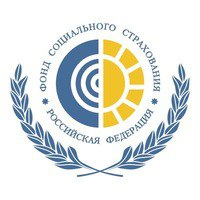 ФОНД СОЦИАЛЬНОГО СТРАХОВАНИЯ
РОССИЙСКАЯ ФЕДЕРАЦИЯ